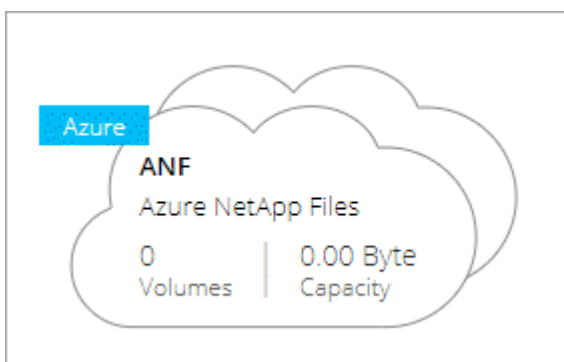 Azure
ANF
Azure NetApp Files
0 0.00 Byte
Volumes Capacity